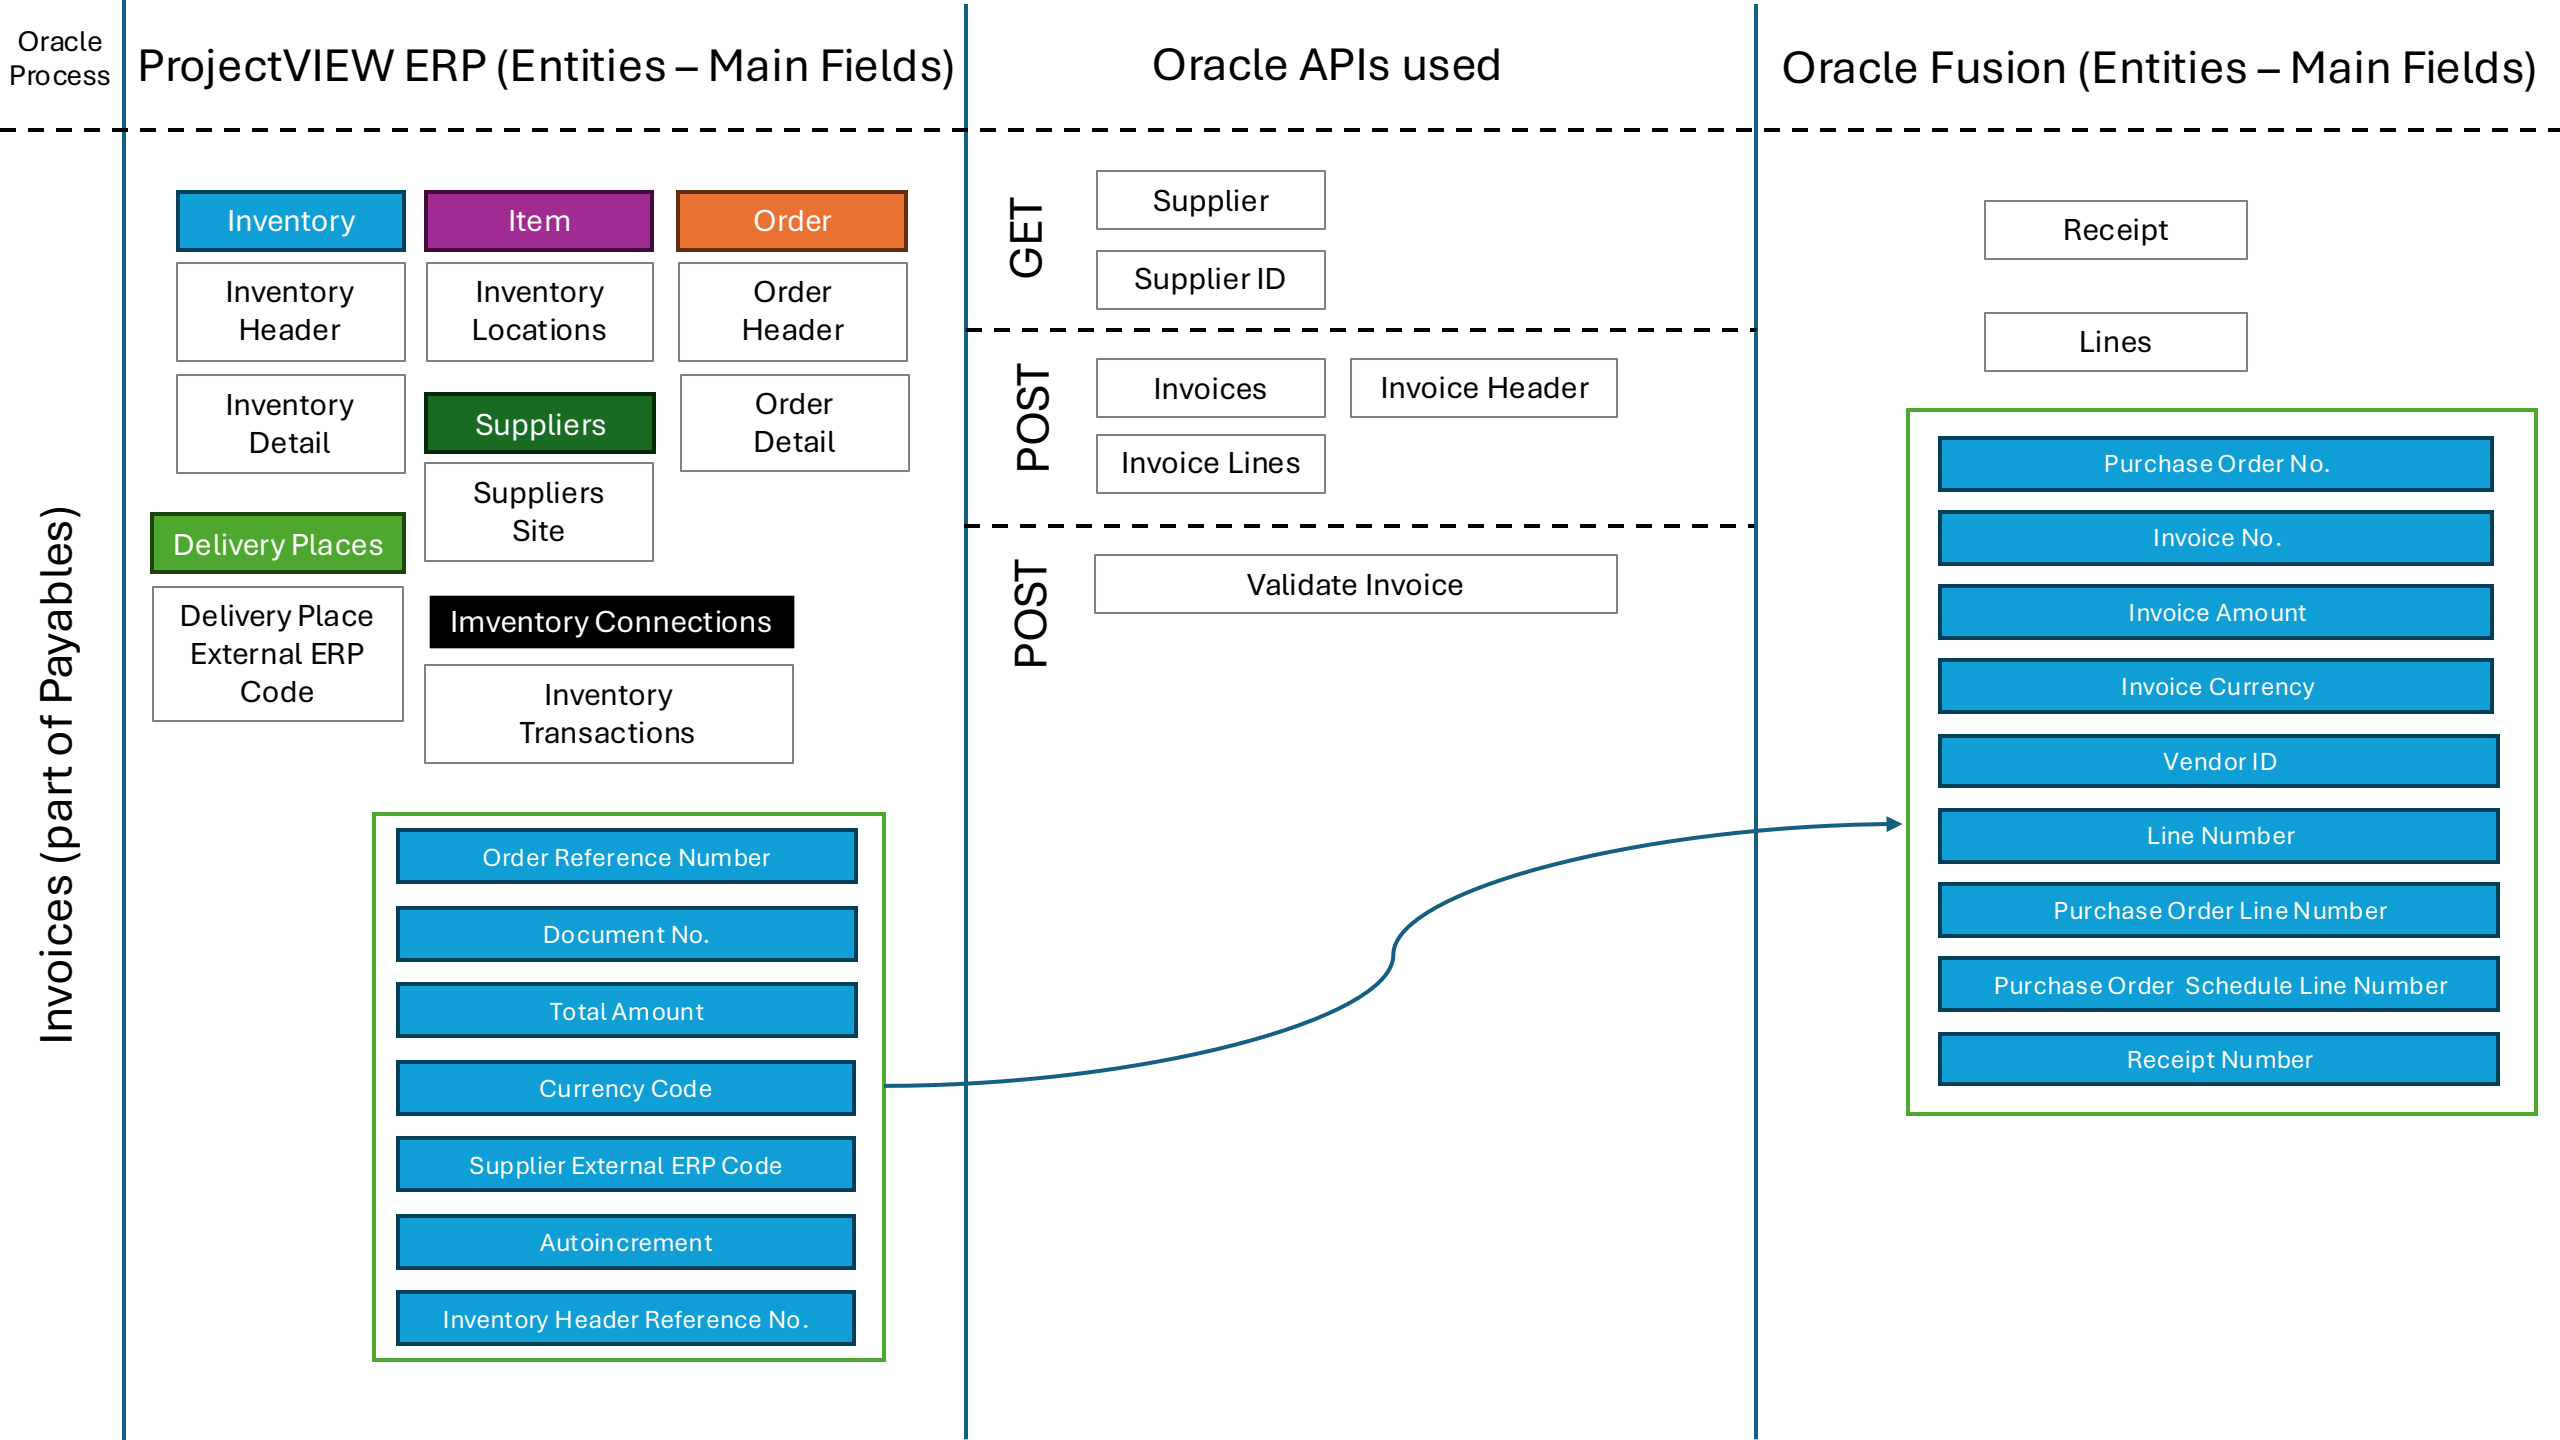 Oracle
Process
ProjectVIEW ERP (Entities – Main Fields)
Oracle APIs used
Oracle Fusion (Entities – Main Fields)
Invoices (part of Payables)
Inventory
Item
Order
Inventory
Header
Inventory
Locations
Order
Header
Inventory
Detail
Suppliers
Order
Detail
Suppliers
Site
Delivery Places
Delivery Place
External ERP
Code
Imventory Connections
Inventory
Transactions
Order Reference Number
Document No.
Total Amount
Currency Code
Supplier External ERP Code
Autoincrement
Inventory Header Reference No.
GET
Supplier
Supplier ID
POST
Invoices
Invoice Header
Invoice Lines
POST
Validate Invoice
Receipt
Lines
Purchase Order No.
Invoice No.
Invoice Amount
Invoice Currency
Vendor ID
Line Number
Purchase Order Line Number
Purchase Order Schedule Line Number
Receipt Number